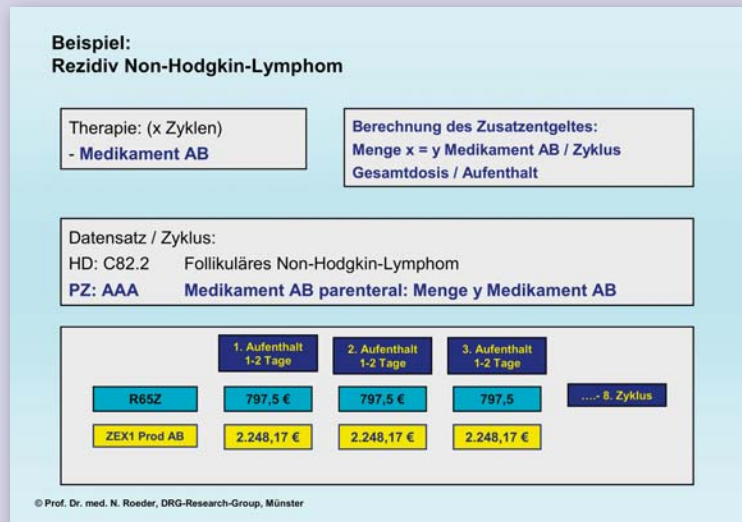 Beispiel:
Rezidiv Non-Hodgkin-Lymphom
Therapie: (x Zyklen)
- Medikament AB
Berechnung des Zusatzentgeltes:
Menge x = y Medikament AB / Zyklus
Gesamtdosis / Aufenthalt
Datensatz / Zyklus:
HD: C82.2 Follikuläres Non-Hodgkin-Lymphom
PZ: AAA Medikament AB parenteral: Menge y Medikament AB
1. Aufenthalt
1-2 Tage
2. Aufenthalt
1-2 Tage
3. Aufenthalt
1-2 Tage
R65Z 797,5 € 797,5 € 797,5 ....- 8. Zyklus
ZEX1 Prod AB 2.248,17 € 2.248,17 € 2.248,17 €
© Prof. Dr. med. N. Roeder, DRG-Research-Group, Münster